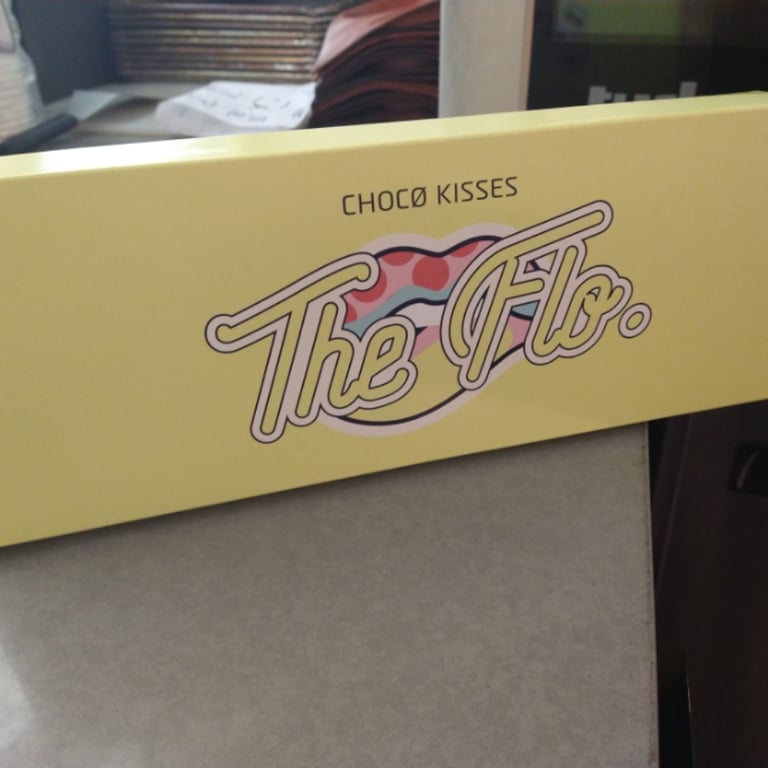 CHOCØ KISSES
The Flo.